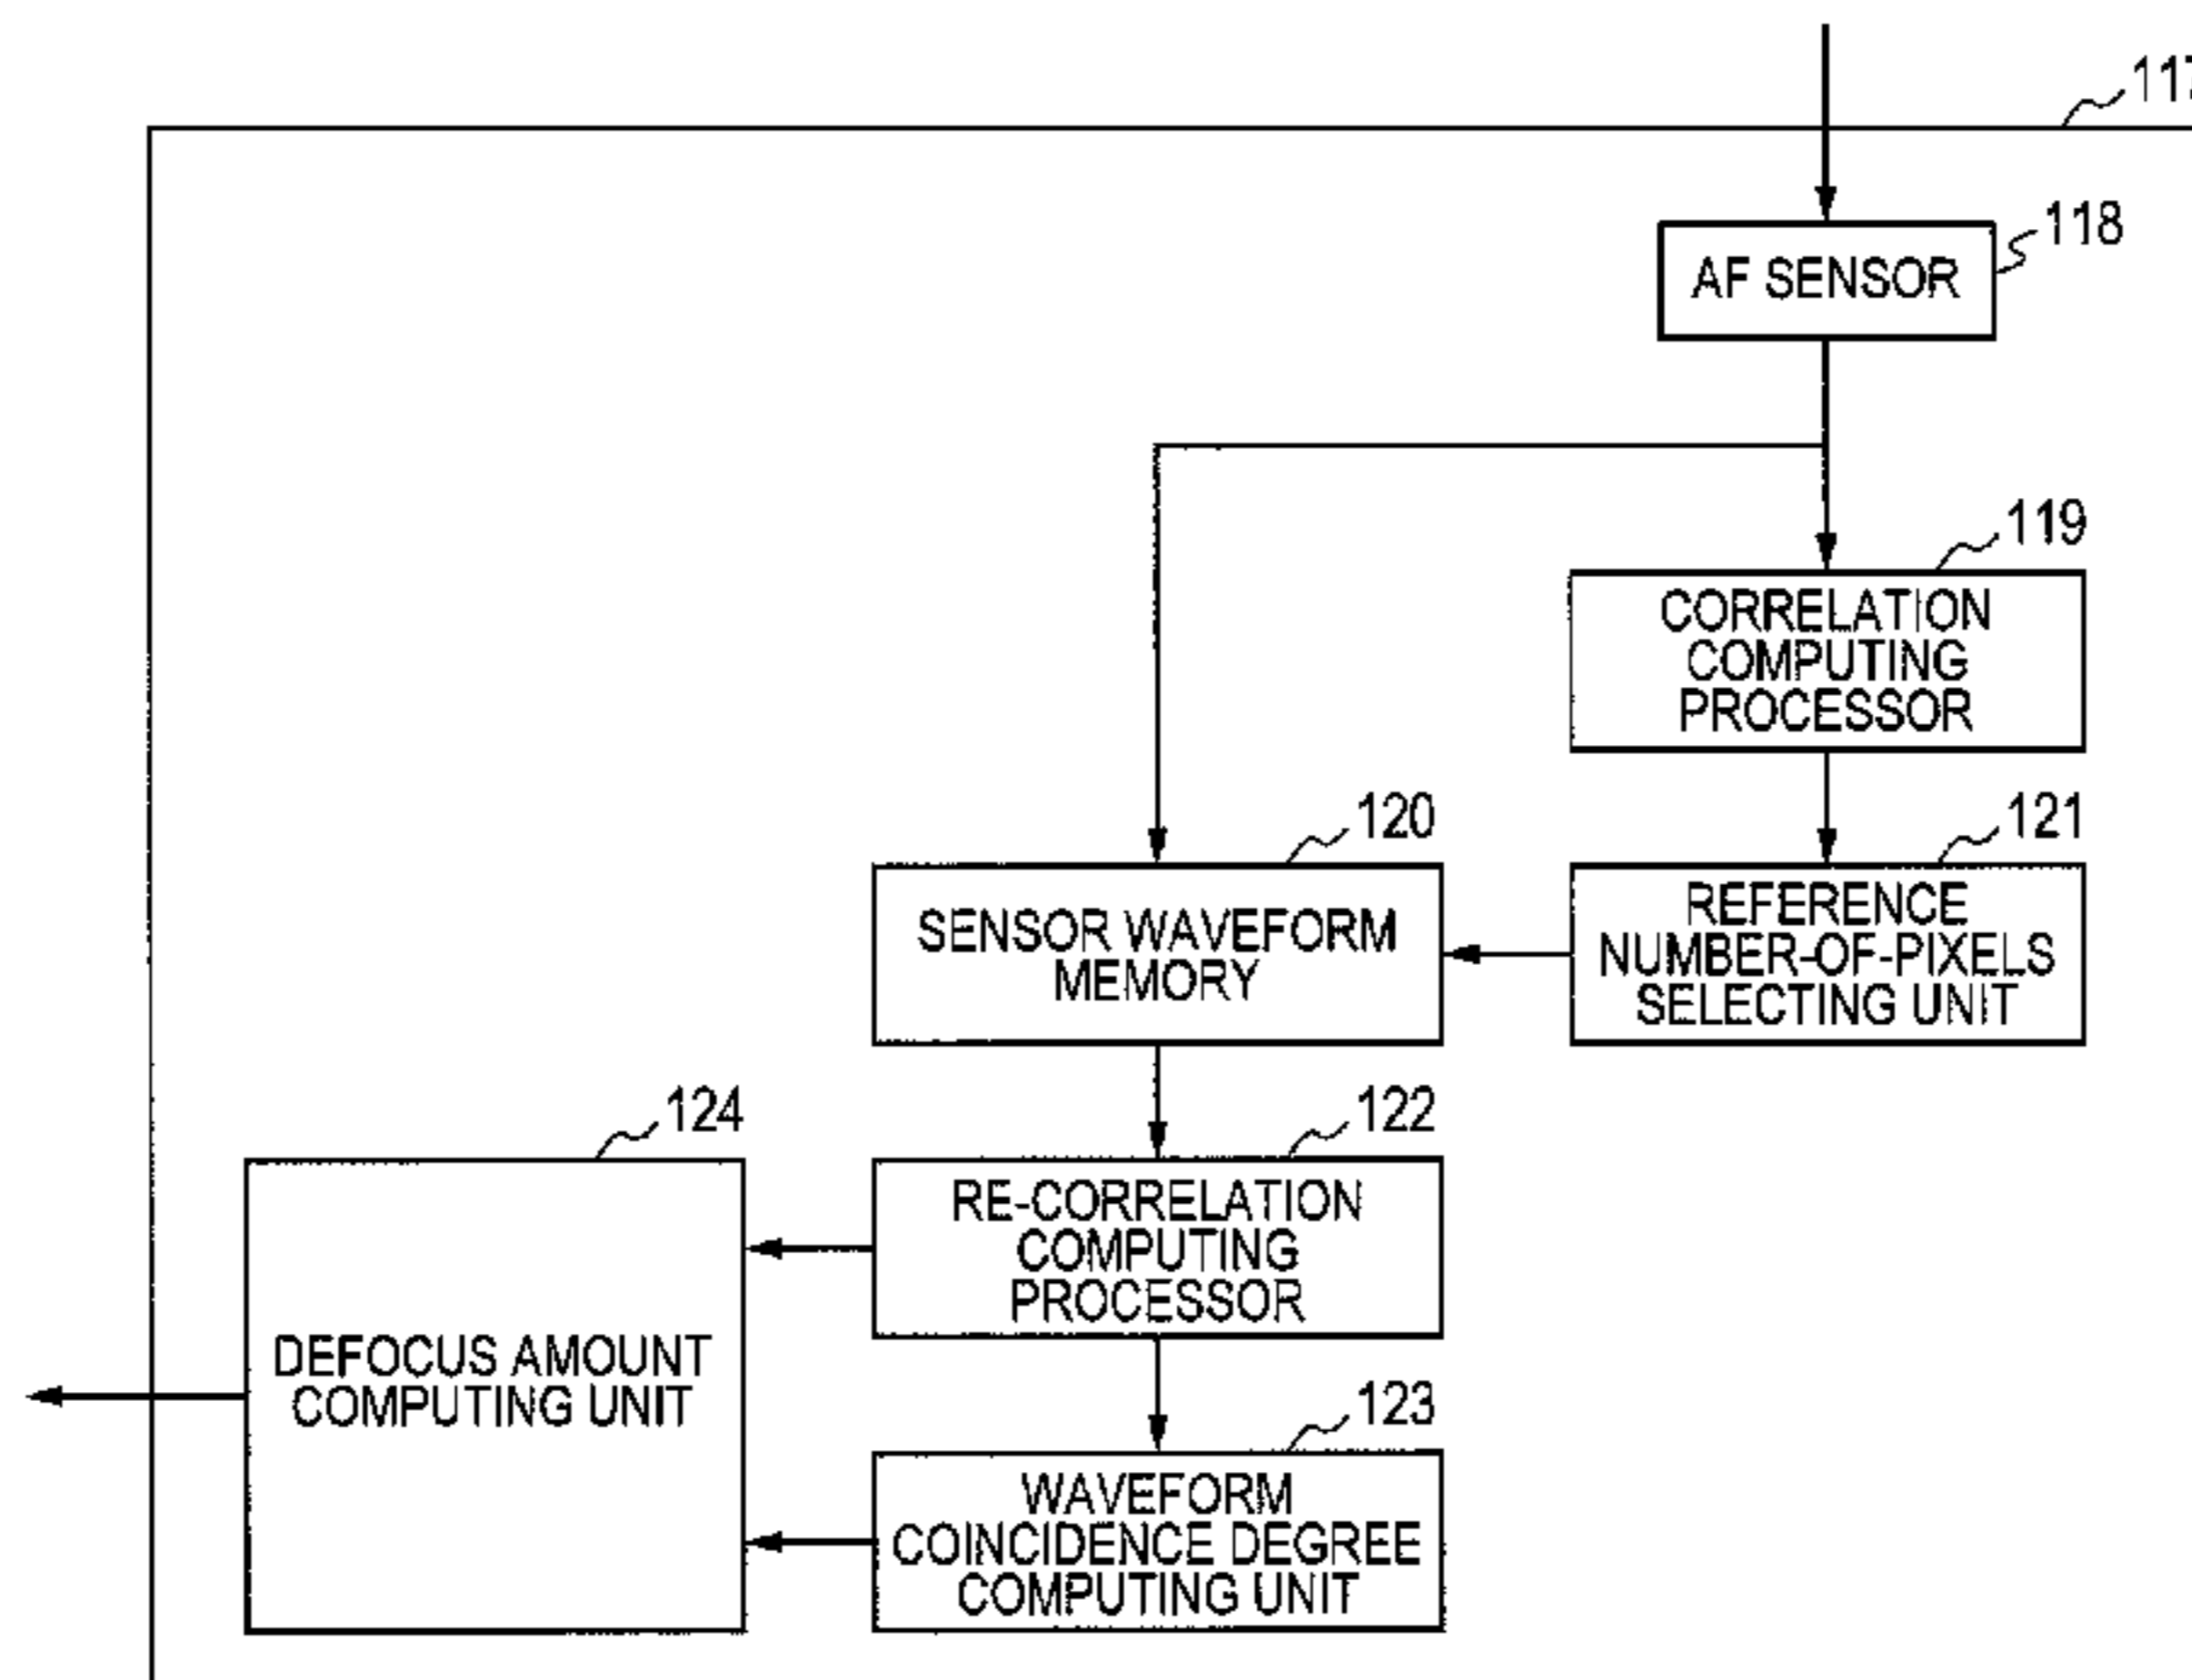 117
118
AF SENSOR
119
CORRELATION
COMPUTING
PROCESSOR
120
SENSOR WAVEFORM
MEMORY
121
REFERENCE
NUMBER-OF-PIXELS
SELECTING UNIT
122
RE-CORRELATION
COMPUTING
PROCESSOR
124
DEFOCUS AMOUNT
COMPUTING UNIT
123
WAVEFORM
COINCIDENCE DEGREE
COMPUTING UNIT